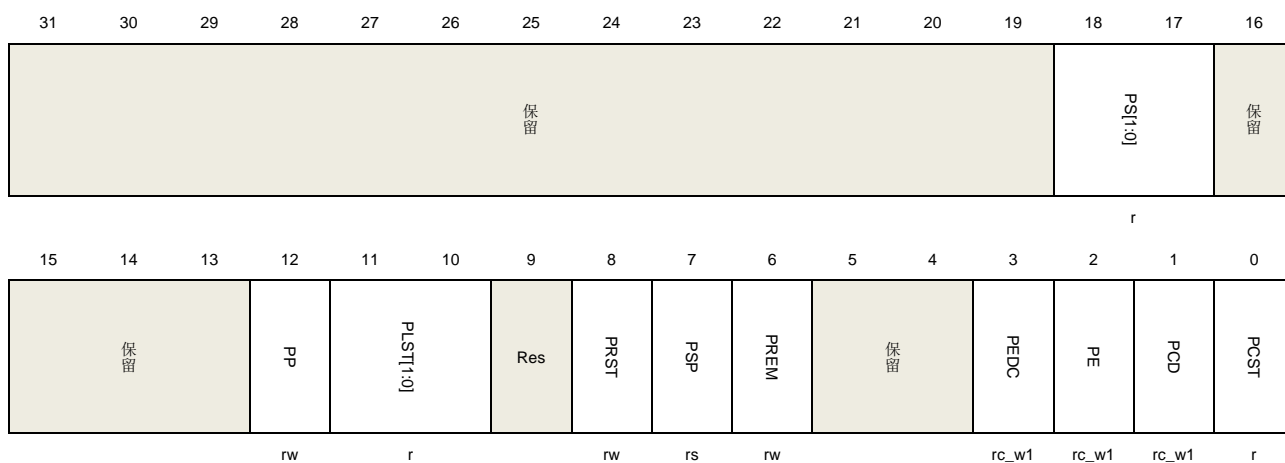 31 30 29 28 27 26 25 24 23 22 21 20 19 18 17 16
保留 PS[1:0] 保留
r
15 14 13 12 11 10 9 8 7 6 5 4 3 2 1 0
保留 PP PLST[1:0] Res PRST PSP PREM 保留 PEDC PE PCD PCST
rw r rw rs rw rc_w1 rc_w1 rc_w1 r